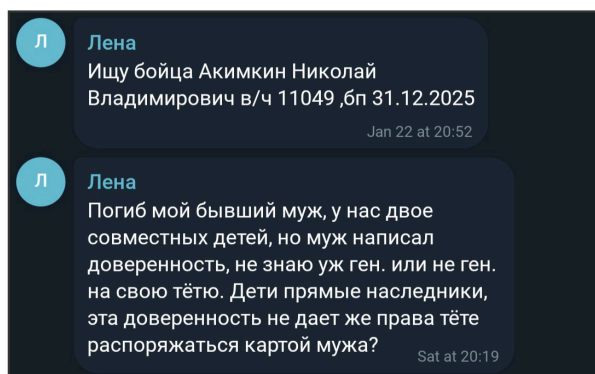 Л
Лена
Ищу бойца Акимкин Николай
Владимирович в/ч 11049 ,бп 31.12.2025
Jan 22 at 20:52
Л
Лена
Погиб мой бывший муж, у нас двое
совместных детей, но муж написал
доверенность, не знаю уж ген. или не ген.
на свою тётю. Дети прямые наследники,
эта доверенность не дает же права тёте
распоряжаться картой мужа?
Sat at 20:19